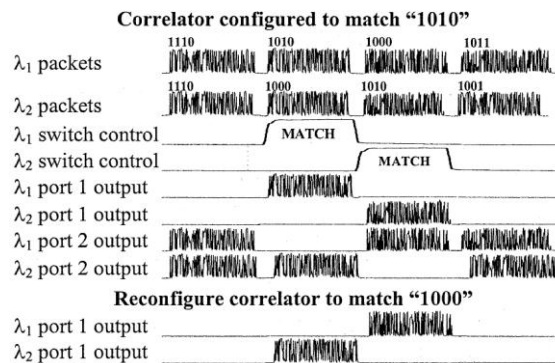 Correlator configured to match “1010”
1110 1010 1000 1011
λ1 packets
1110 1000 1010 1001
λ2 packets
λ1 switch control MATCH
λ2 switch control MATCH
λ1 port 1 output
λ2 port 1 output
λ1 port 2 output
λ2 port 2 output
Reconfigure correlator to match “1000”
λ1 port 1 output
λ2 port 1 output